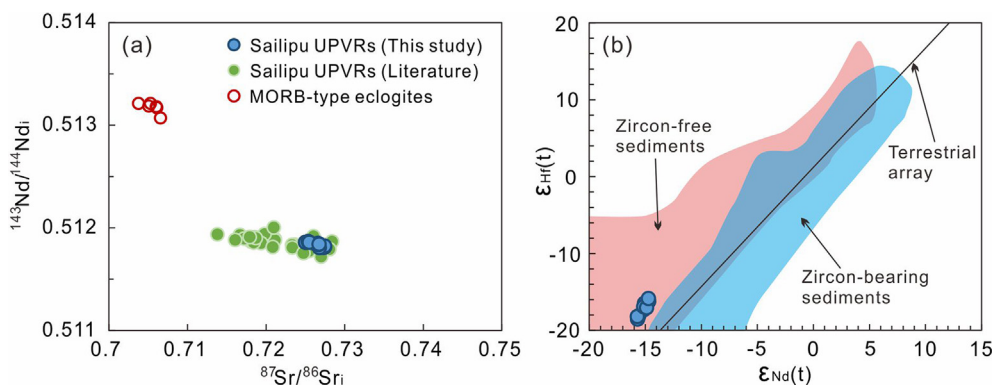 (a)
Sailipu UPVRs (This study)
Sailipu UPVRs (Literature)
MORB-type eclogites
0.514
0.513
0.512
0.511
0.7
0.71
0.72
0.73
0.74
0.75
¹⁴³Nd/¹⁴⁴Ndᵢ
⁸⁷Sr/⁸⁶Srᵢ
(b)
Zircon-free
sediments
Terrestrial
array
Zircon-bearing
sediments
20
10
0
-10
-20
-20
-15
-10
-5
0
5
10
15
εHf(t)
εNd(t)